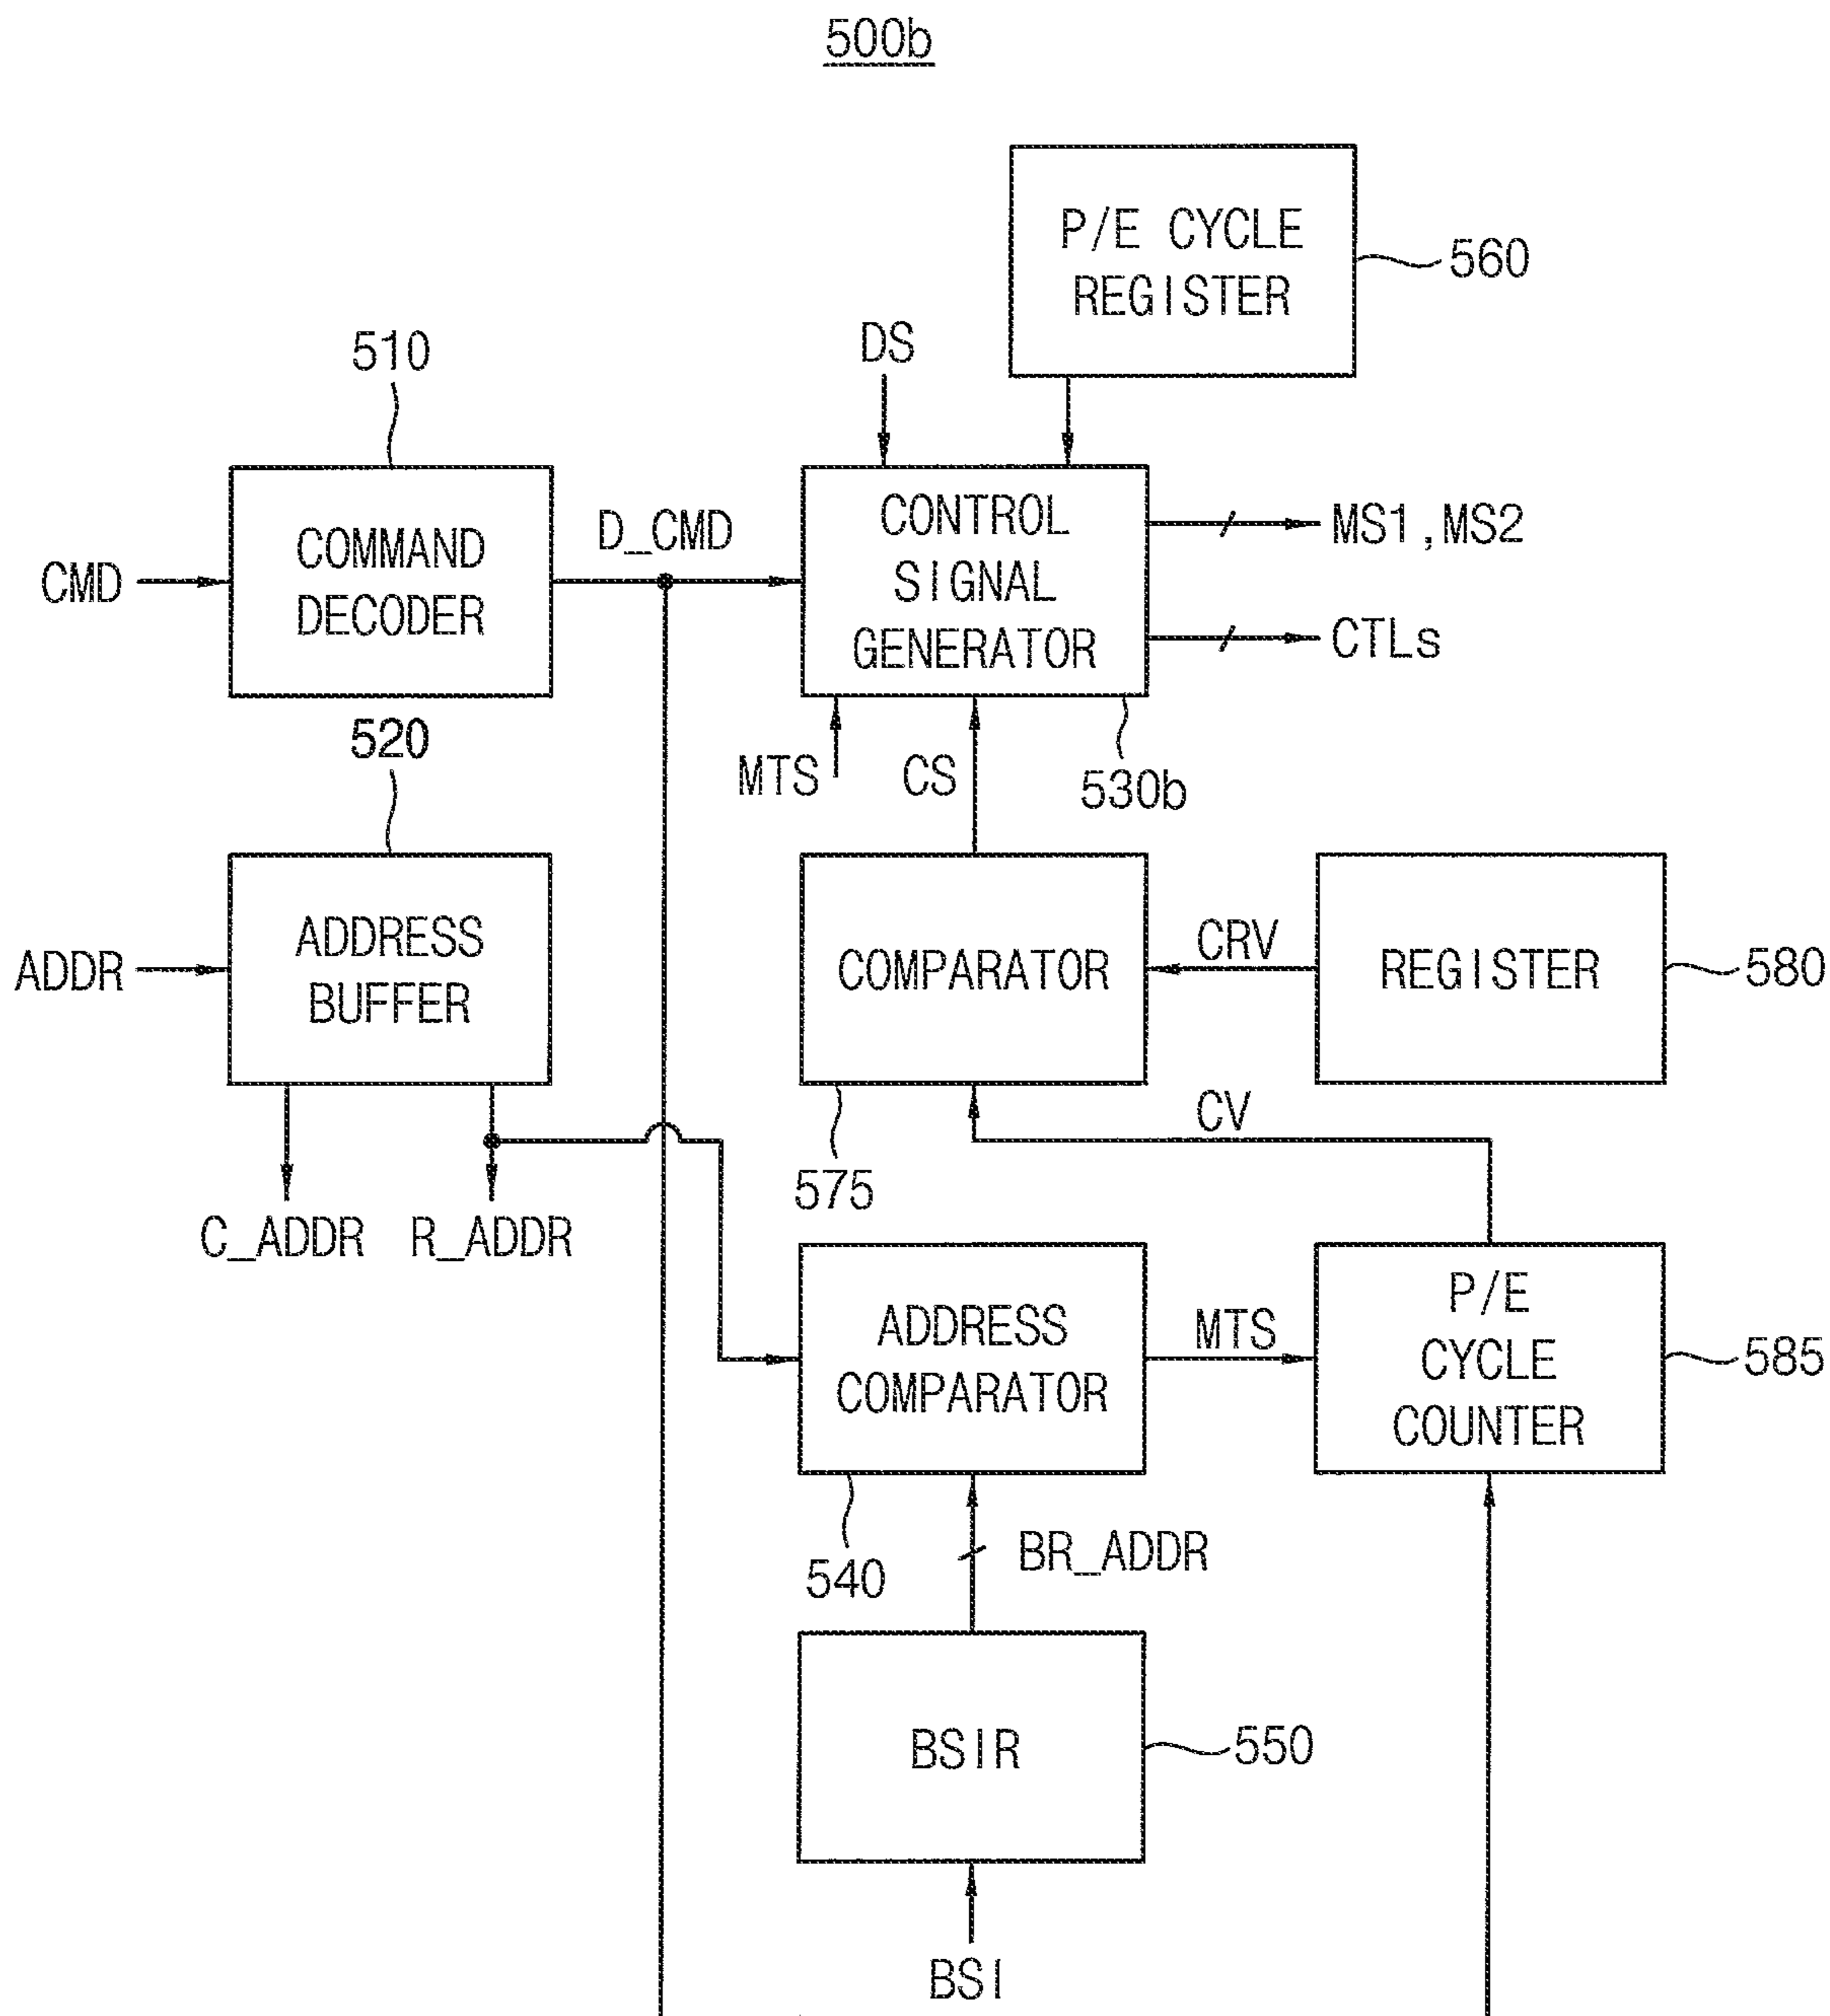 500b
P/E CYCLE
REGISTER
560
DS
510
COMMAND
DECODER
CMD
D_CMD
CONTROL
SIGNAL
GENERATOR
MS1,MS2
CTLs
520
MTS
CS
530b
ADDRESS
BUFFER
ADDR
COMPARATOR
CRV
REGISTER
580
CV
575
C_ADDR
R_ADDR
ADDRESS
COMPARATOR
MTS
P/E
CYCLE
COUNTER
585
540
BR_ADDR
BSIR
550
BSI